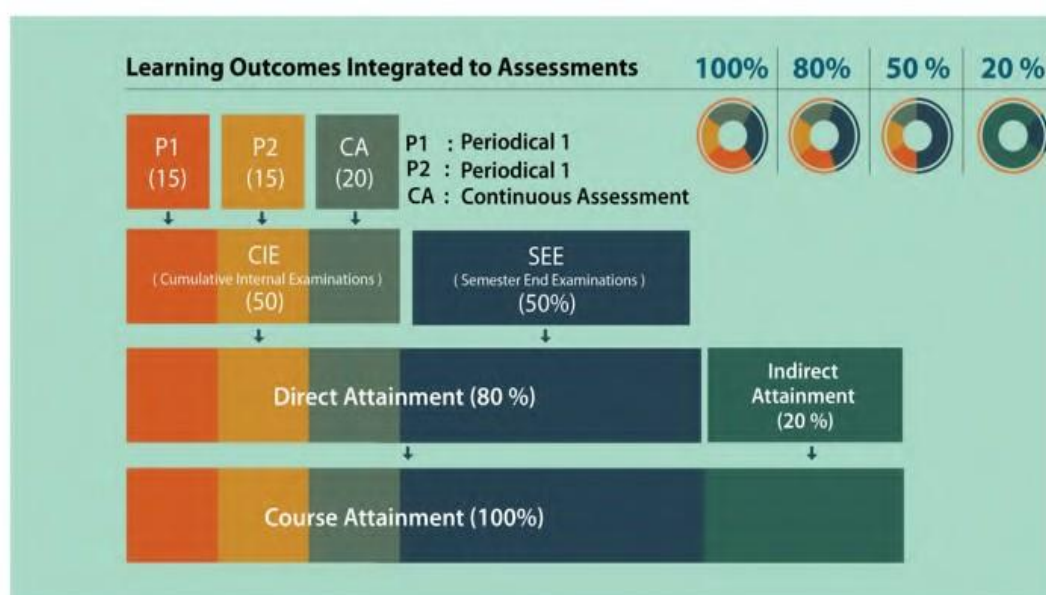 Learning Outcomes Integrated to Assessments
100% 80% 50 % 20 %
P1
(15)
P2
(15)
CA
(20)
P1 : Periodical 1
P2 : Periodical 1
CA : Continuous Assessment
CIE
( Cumulative Internal Examinations )
(50)
SEE
( Semester End Examinations )
(50%)
Direct Attainment (80 %)
Indirect
Attainment
(20 %)
Course Attainment (100%)